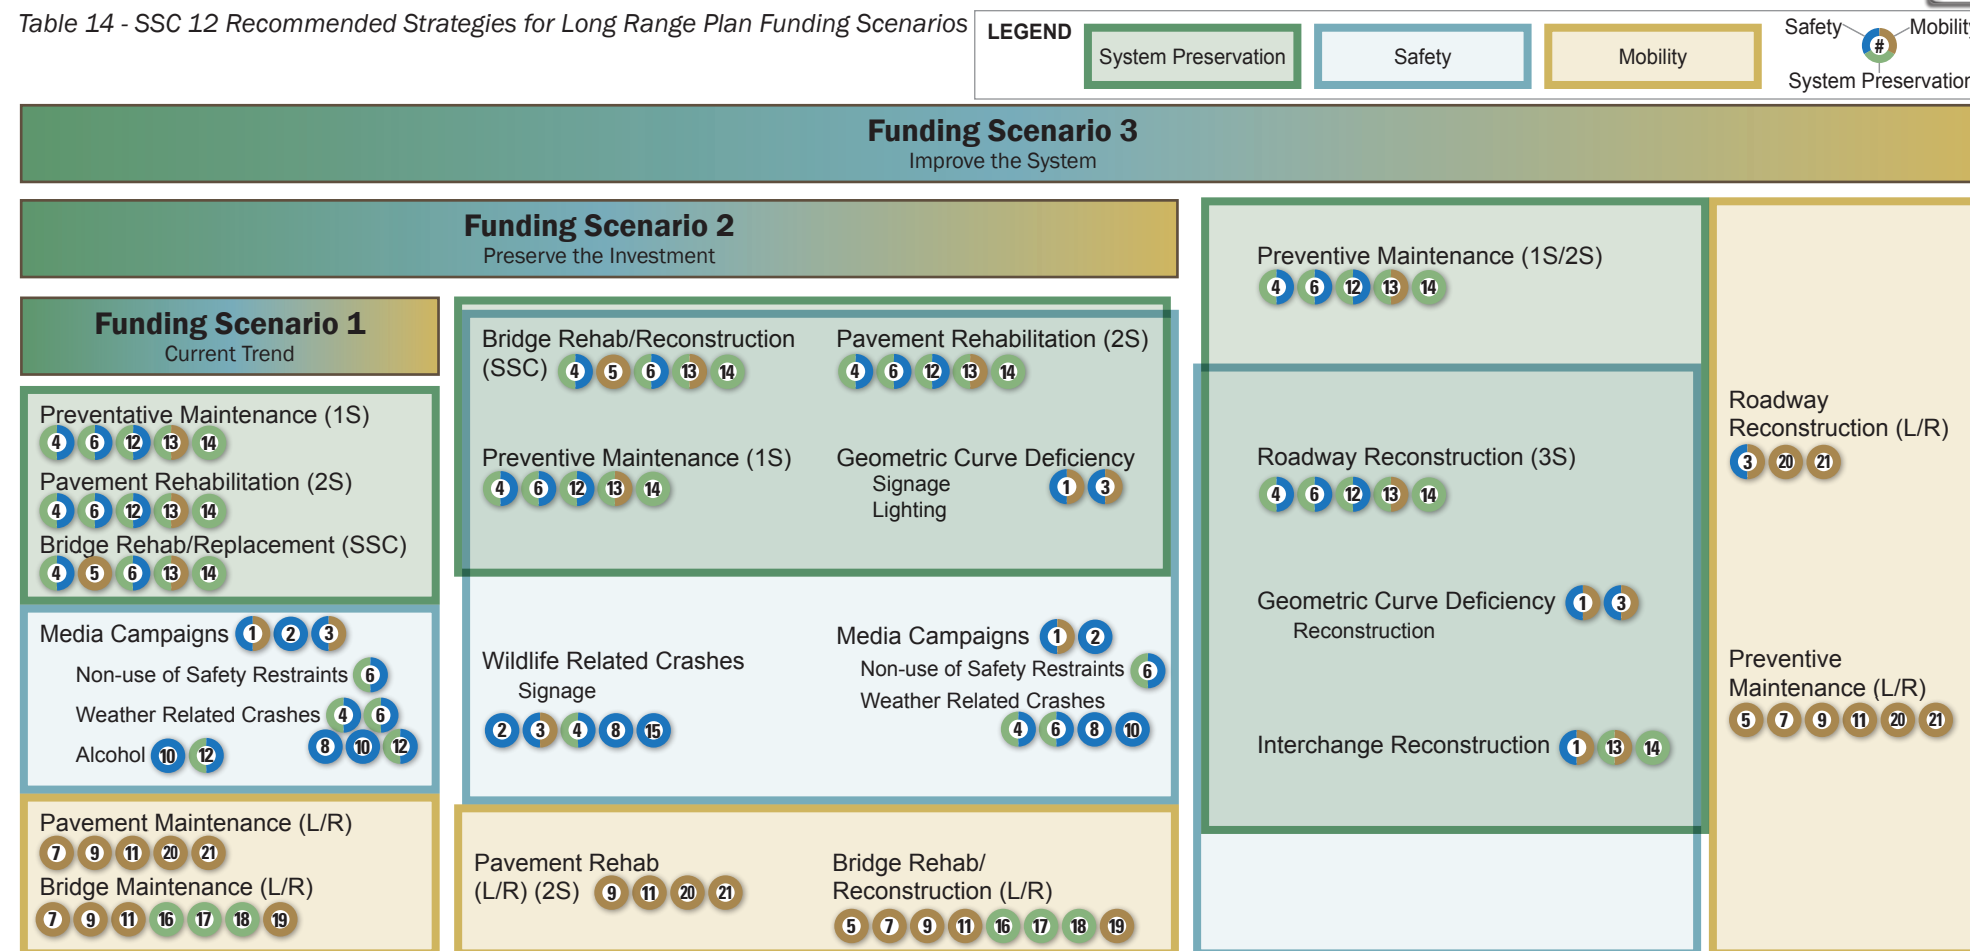 Table 14 - SSC 12 Recommended Strategies for Long Range Plan Funding Scenarios
LEGEND
System Preservation
Safety
Mobility
Safety
Mobility
#
System Preservation
Funding Scenario 3
Improve the System
Funding Scenario 2
Preserve the Investment
Funding Scenario 1
Current Trend
Preventative Maintenance (1S)
4 6 12 13 14
Pavement Rehabilitation (2S)
4 6 12 13 14
Bridge Rehab/Replacement (SSC)
4 5 6 13 14
Media Campaigns 1 2 3
Non-use of Safety Restraints 6
Weather Related Crashes 4 6
8 10 12
Alcohol 10 12
Pavement Maintenance (L/R)
7 9 11 20 21
Bridge Maintenance (L/R)
7 9 11 16 17 18 19
Bridge Rehab/Reconstruction
(SSC) 4 5 6 13 14
Pavement Rehabilitation (2S)
4 6 12 13 14
Preventive Maintenance (1S)
4 6 12 13 14
Geometric Curve Deficiency
Signage 1 3
Lighting
Wildlife Related Crashes
Signage
2 3 4 8 15
Media Campaigns 1 2
Non-use of Safety Restraints 6
Weather Related Crashes
4 6 8 10
Pavement Rehab
(L/R) (2S) 9 11 20 21
Bridge Rehab/
Reconstruction (L/R)
5 7 9 11 16 17 18 19
Preventive Maintenance (1S/2S)
4 6 12 13 14
Roadway Reconstruction (3S)
4 6 12 13 14
Geometric Curve Deficiency 1 3
Reconstruction
Interchange Reconstruction 1 13 14
Roadway
Reconstruction (L/R)
3 20 21
Preventive
Maintenance (L/R)
5 7 9 11 20 21